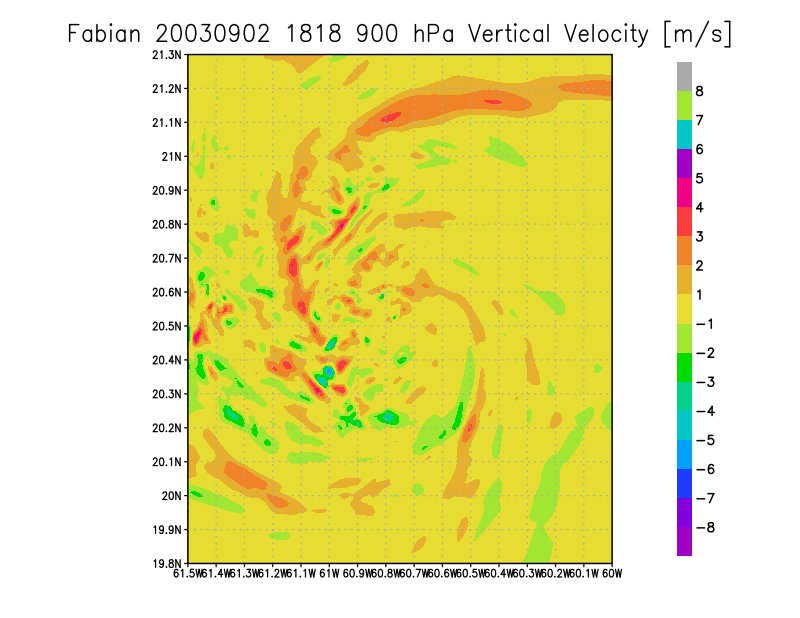 Fabian 20030902 1818 900 hPa Vertical Velocity [m/s]
21.3N
21.2N
21.1N
21N
20.9N
20.8N
20.7N
20.6N
20.5N
20.4N
20.3N
20.2N
20.1N
20N
19.9N
19.8N
61.5W 61.4W 61.3W 61.2W 61.1W 61W 60.9W 60.8W 60.7W 60.6W 60.5W 60.4W 60.3W 60.2W 60.1W 60W
8
7
6
5
4
3
2
1
-1
-2
-3
-4
-5
-6
-7
-8